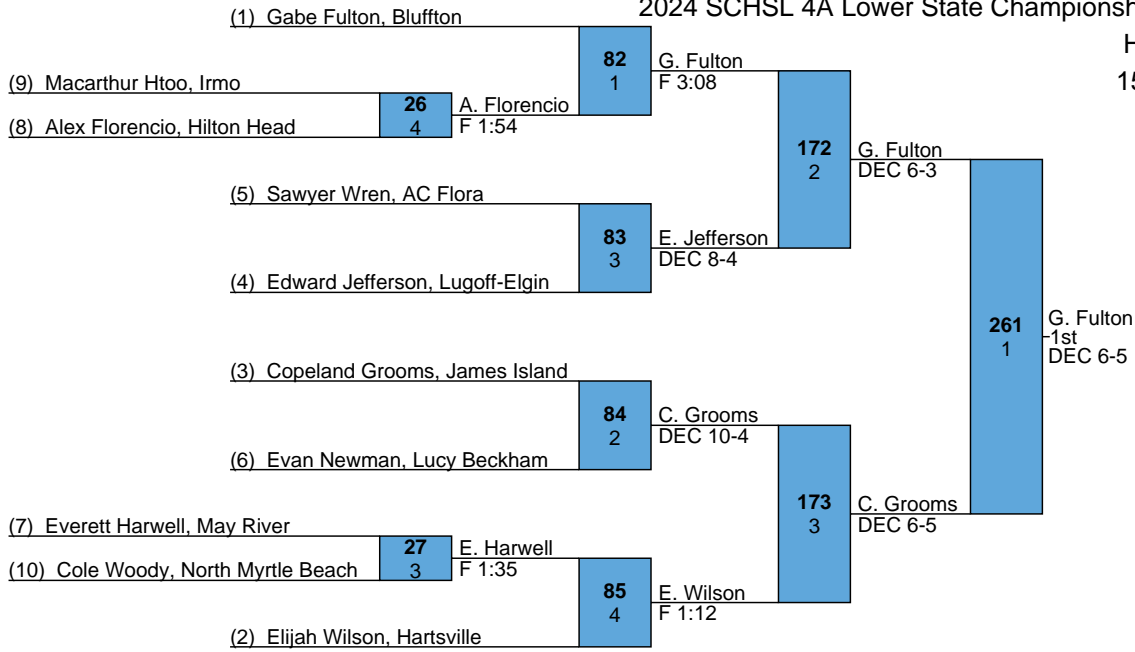 2024 SCHSL 4A Lower State Championsh
H
15
(1) Gabe Fulton, Bluffton
82
1
G. Fulton
F 3:08
(9) Macarthur Htoo, Irmo
26
4
A. Florencio
F 1:54
(8) Alex Florencio, Hilton Head
172
2
G. Fulton
DEC 6-3
(5) Sawyer Wren, AC Flora
83
3
E. Jefferson
DEC 8-4
(4) Edward Jefferson, Lugoff-Elgin
261
1
G. Fulton
1st
DEC 6-5
(3) Copeland Grooms, James Island
84
2
C. Grooms
DEC 10-4
(6) Evan Newman, Lucy Beckham
173
3
C. Grooms
DEC 6-5
(7) Everett Harwell, May River
27
3
E. Harwell
F 1:35
(10) Cole Woody, North Myrtle Beach
85
4
E. Wilson
F 1:12
(2) Elijah Wilson, Hartsville